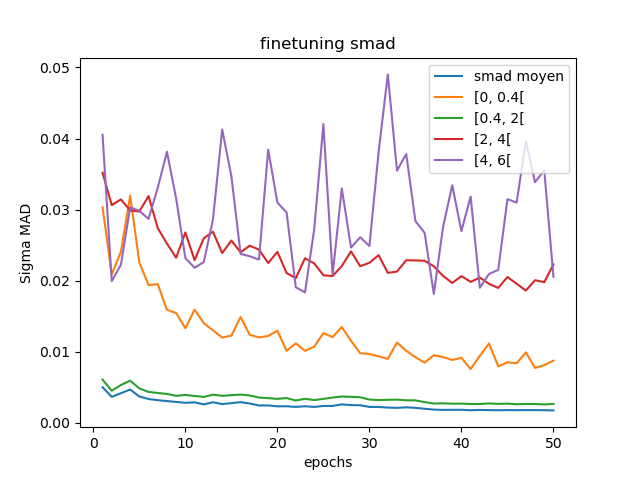 finetuning smad
Sigma MAD
0.05
0.04
0.03
0.02
0.01
0.00
smad moyen
[0, 0.4[
[0.4, 2[
[2, 4[
[4, 6[
0 10 20 30 40 50
epochs